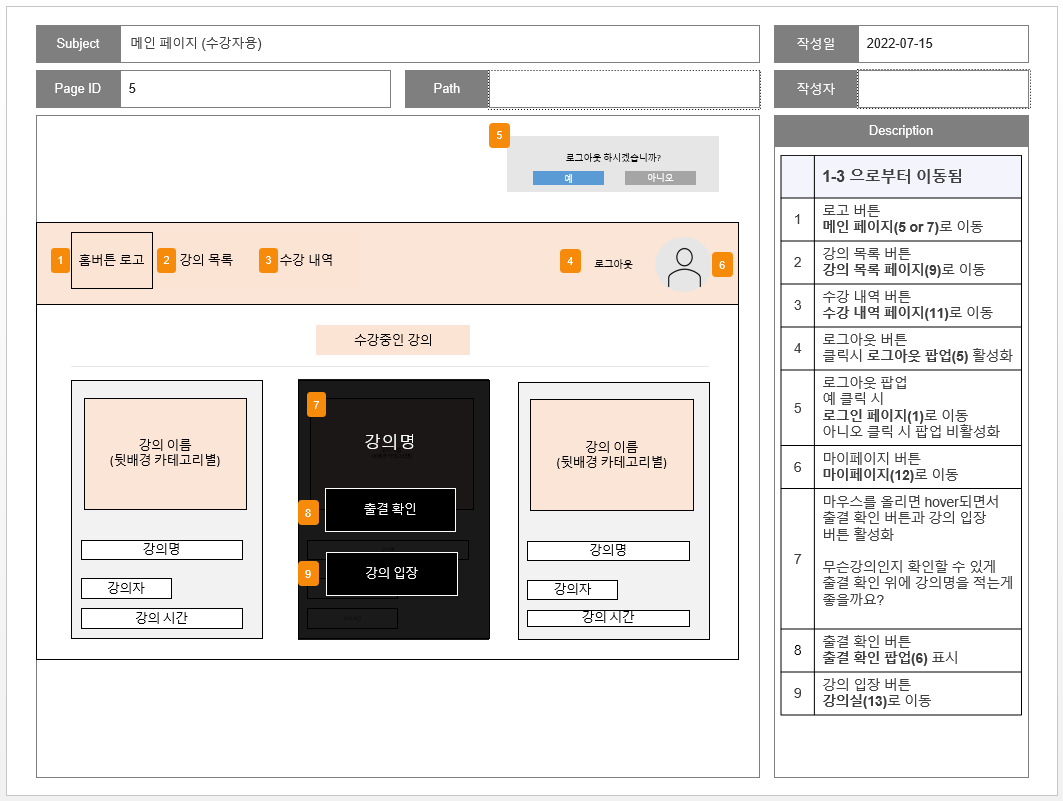 Subject
메인 페이지 (수강자용)
작성일
2022-07-15
Page ID
5
Path
작성자
5
로그아웃 하시겠습니까?
예
아니오
1
홈버튼 로고
2
강의 목록
3
수강 내역
4
로그아웃
6
수강중인 강의
강의 이름
(뒷배경 카테고리별)
강의명
강의자
강의 시간
7
강의명
8
출결 확인
9
강의 입장
강의 이름
(뒷배경 카테고리별)
강의명
강의자
강의 시간
Description
1-3 으로부터 이동됨
1
로고 버튼
메인 페이지(5 or 7)로 이동
2
강의 목록 버튼
강의 목록 페이지(9)로 이동
3
수강 내역 버튼
수강 내역 페이지(11)로 이동
4
로그아웃 버튼
클릭시 로그아웃 팝업(5) 활성화
5
로그아웃 팝업
예 클릭 시
로그인 페이지(1)로 이동
아니오 클릭 시 팝업 비활성화
6
마이페이지 버튼
마이페이지(12)로 이동
7
마우스를 올리면 hover되면서
출결 확인 버튼과 강의 입장
버튼 활성화
무슨강의인지 확인할 수 있게
출결 확인 위에 강의명을 적는게
좋을까요?
8
출결 확인 버튼
출결 확인 팝업(6) 표시
9
강의 입장 버튼
강의실(13)로 이동